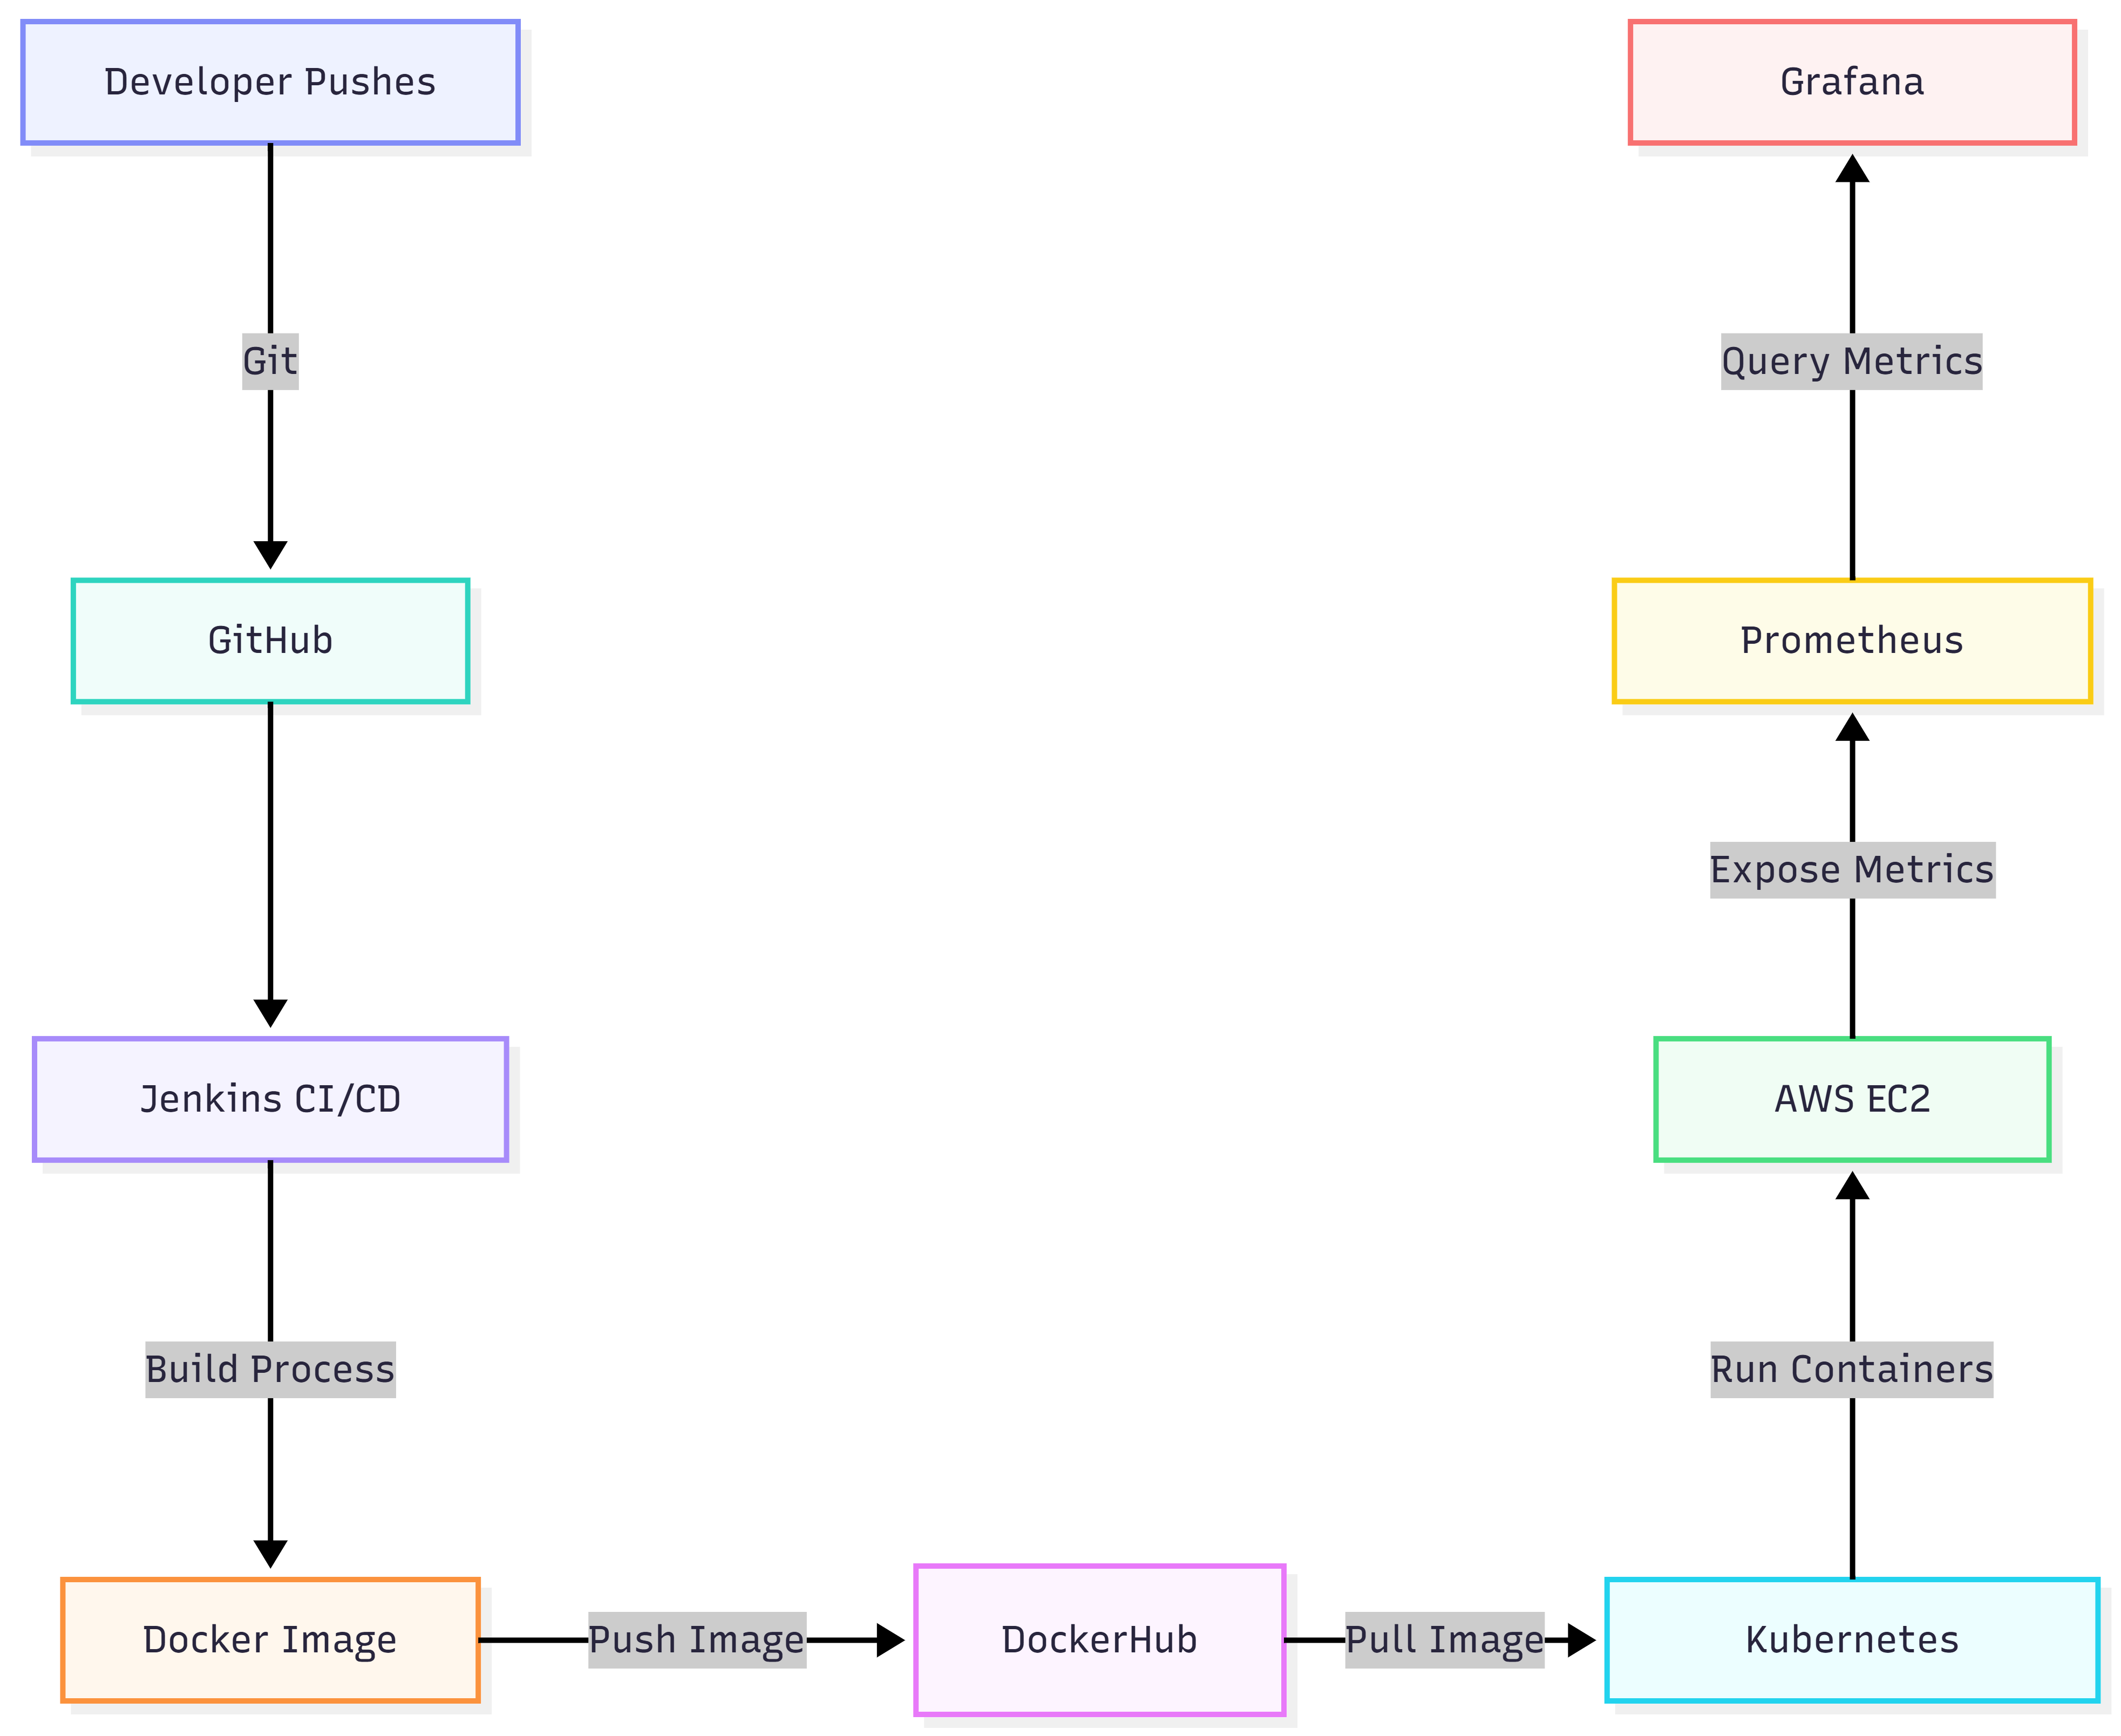 Developer Pushes
Git
GitHub
Jenkins CI/CD
Build Process
Docker Image
Push Image
DockerHub
Pull Image
Kubernetes
Run Containers
AWS EC2
Expose Metrics
Prometheus
Query Metrics
Grafana